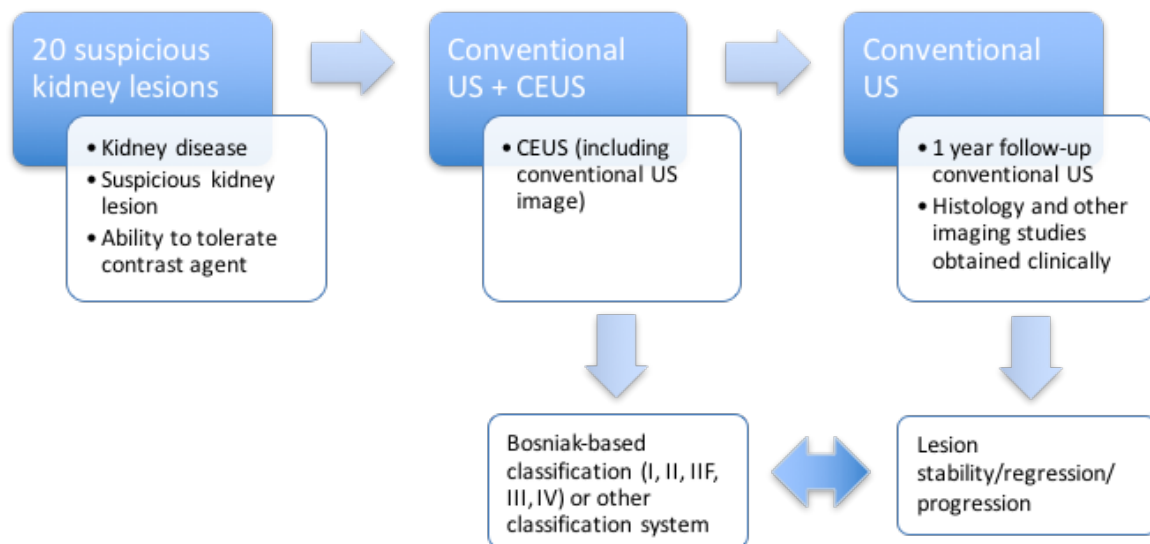 20 suspicious
kidney lesions
• Kidney disease
• Suspicious kidney
lesion
• Ability to tolerate
contrast agent
Conventional
US + CEUS
• CEUS (including
conventional US
image)
Conventional
US
• 1 year follow-up
conventional US
• Histology and other
imaging studies
obtained clinically
Bosniak-based
classification (I, II, IIF,
III, IV) or other
classification system
Lesion
stability/regression/
progression